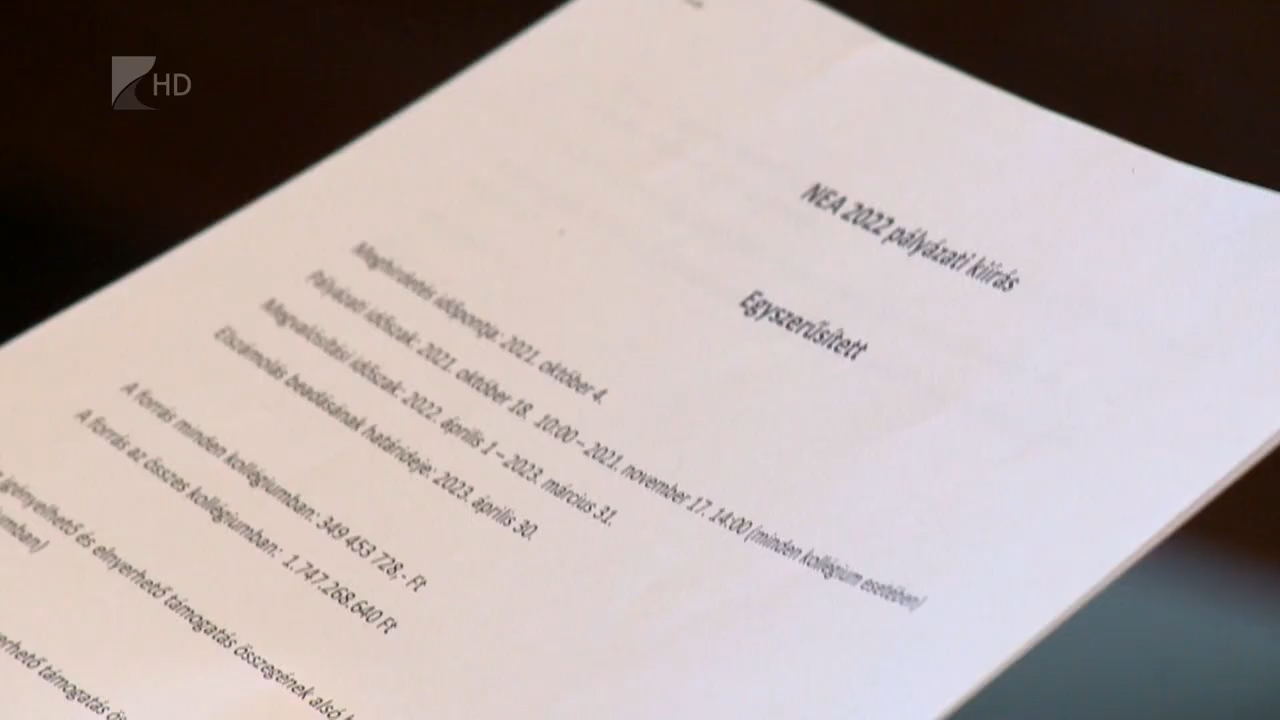 HD
NEA 2022 pályázati kiírás
Egyszerűsített
Meghirdetés időpontja: 2021. október 4.
Pályázati időszak: 2021. október 18. 10:00 – 2021. november 17. 14:00 (minden kollégium esetében)
Megvalósítási időszak: 2022. április 1 – 2023. március 31.
Elszámolás beadásának határideje: 2023. április 30.
A forrás minden kollégiumban: 349 453 728,- Ft
A forrás az összes kollégiumban: 1.747.268.640 Ft
igényelhető és elnyerhető támogatás összegének alsó
támogatás